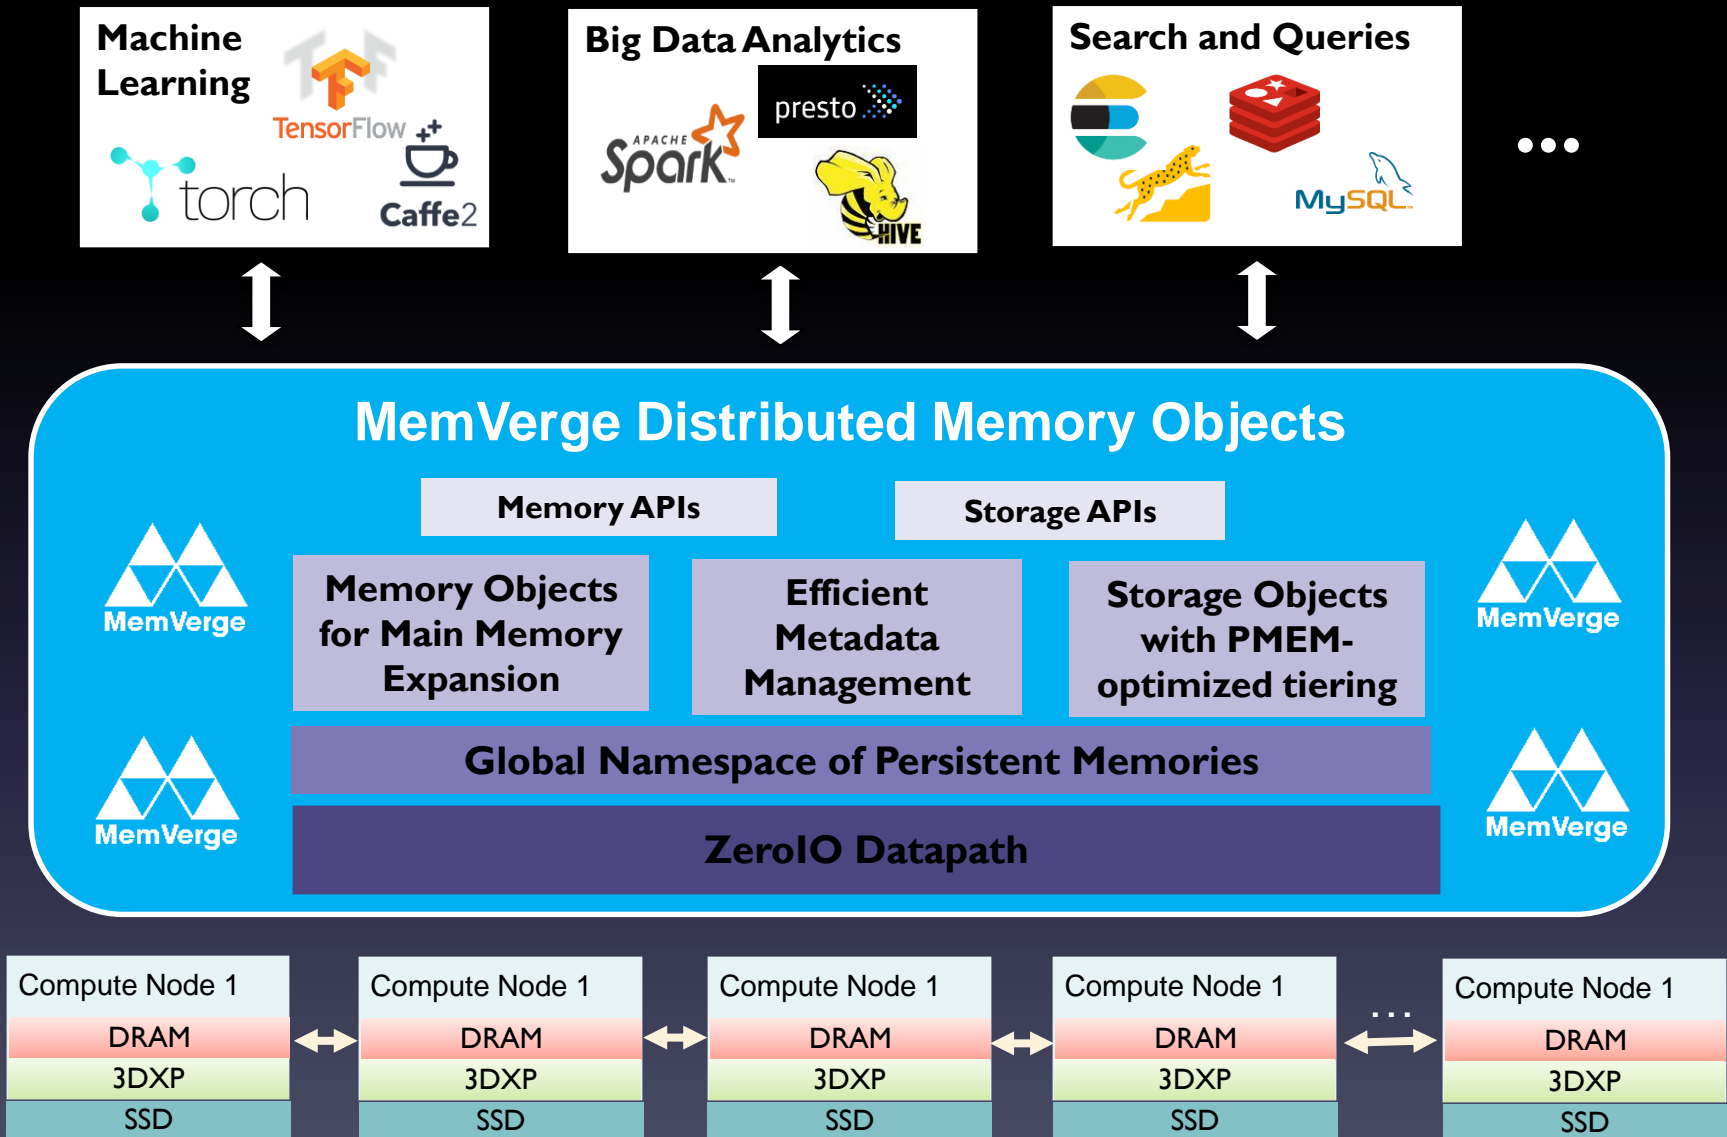 Machine
Learning
TensorFlow
torch
Caffe2
Big Data Analytics
APACHE
Spark™
presto
HIVE
Search and Queries
MySQL™
...
MemVerge Distributed Memory Objects
Memory APIs
Storage APIs
MemVerge
Memory Objects
for Main Memory
Expansion
Efficient
Metadata
Management
Storage Objects
with PMEM-
optimized tiering
MemVerge
MemVerge
Global Namespace of Persistent Memories
ZeroIO Datapath
MemVerge
Compute Node 1
DRAM
3DXP
SSD
Compute Node 1
DRAM
3DXP
SSD
Compute Node 1
DRAM
3DXP
SSD
Compute Node 1
DRAM
3DXP
SSD
...
Compute Node 1
DRAM
3DXP
SSD